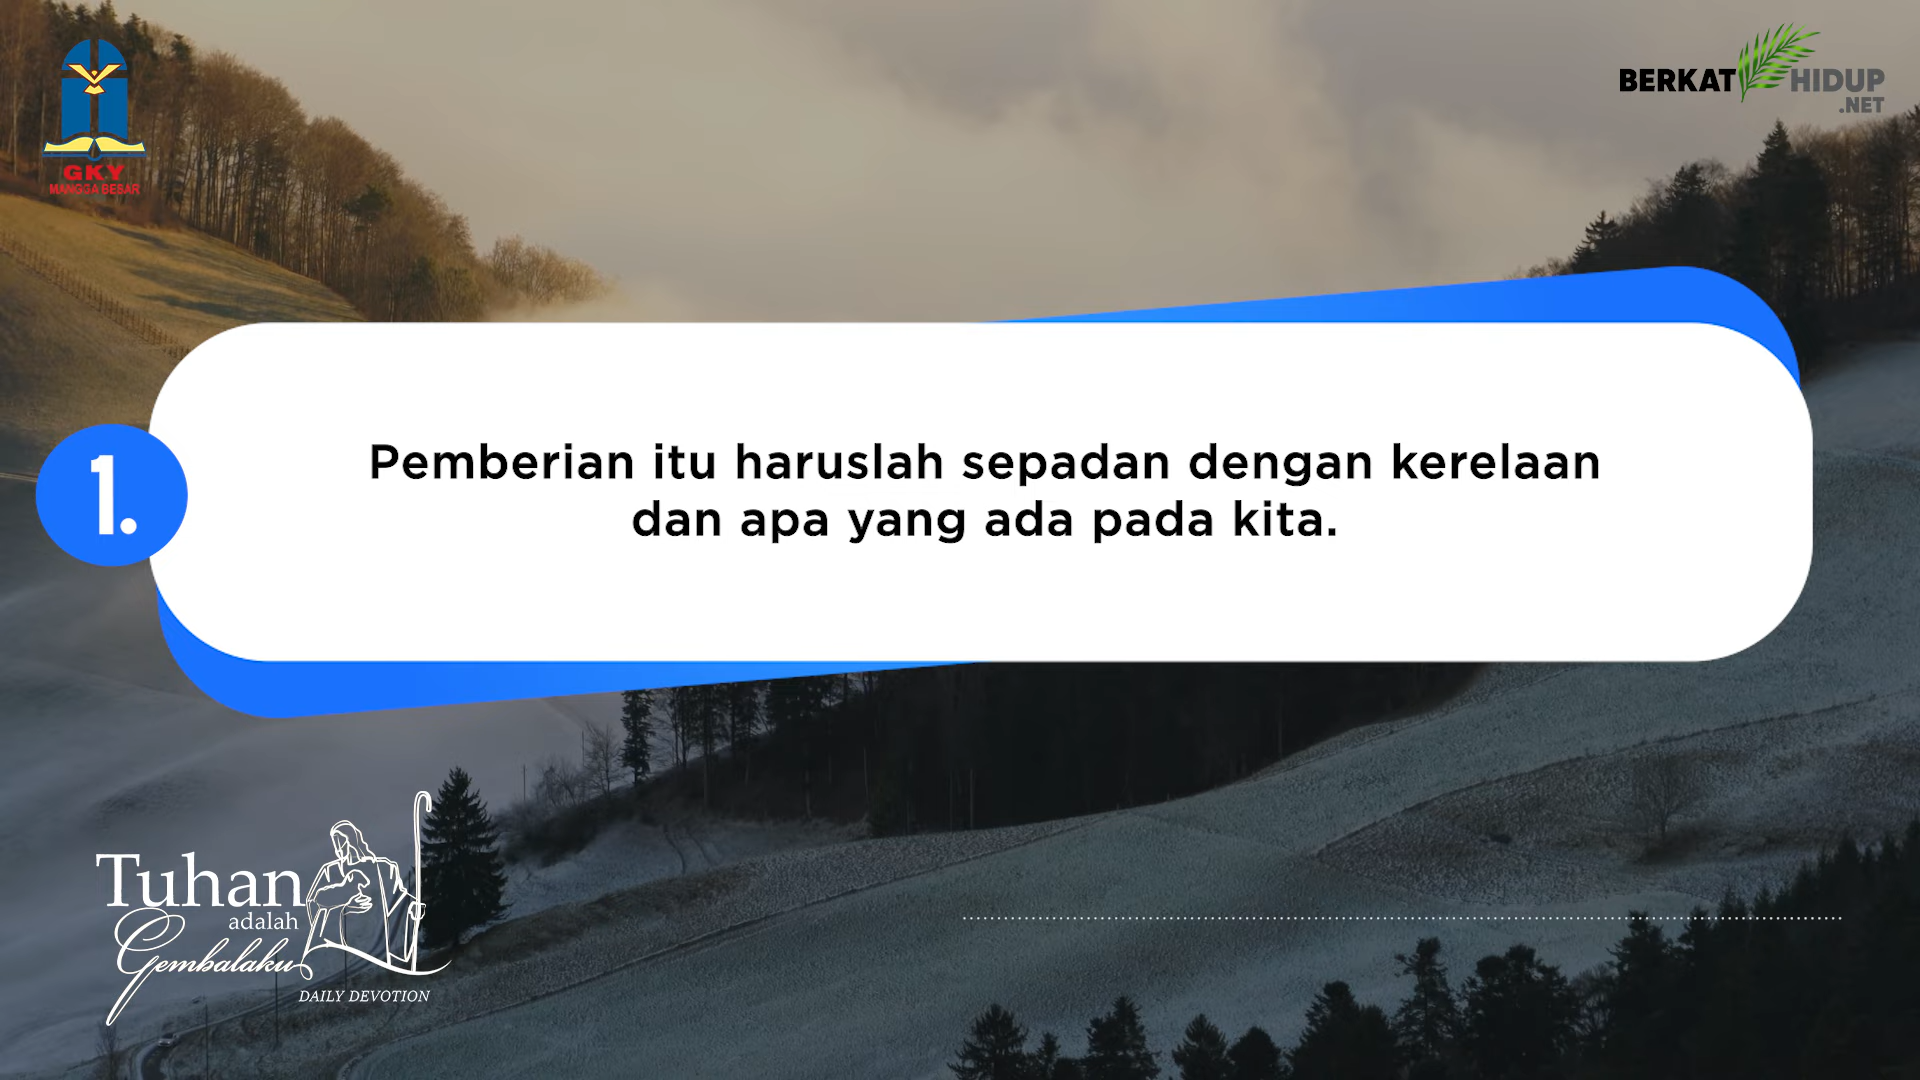 GKY
MANGGA BESAR
BERKAT HIDUP
.NET
1.
Pemberian itu haruslah sepadan dengan kerelaan
dan apa yang ada pada kita.
Tuhan
adalah
Gembalaku
DAILY DEVOTION